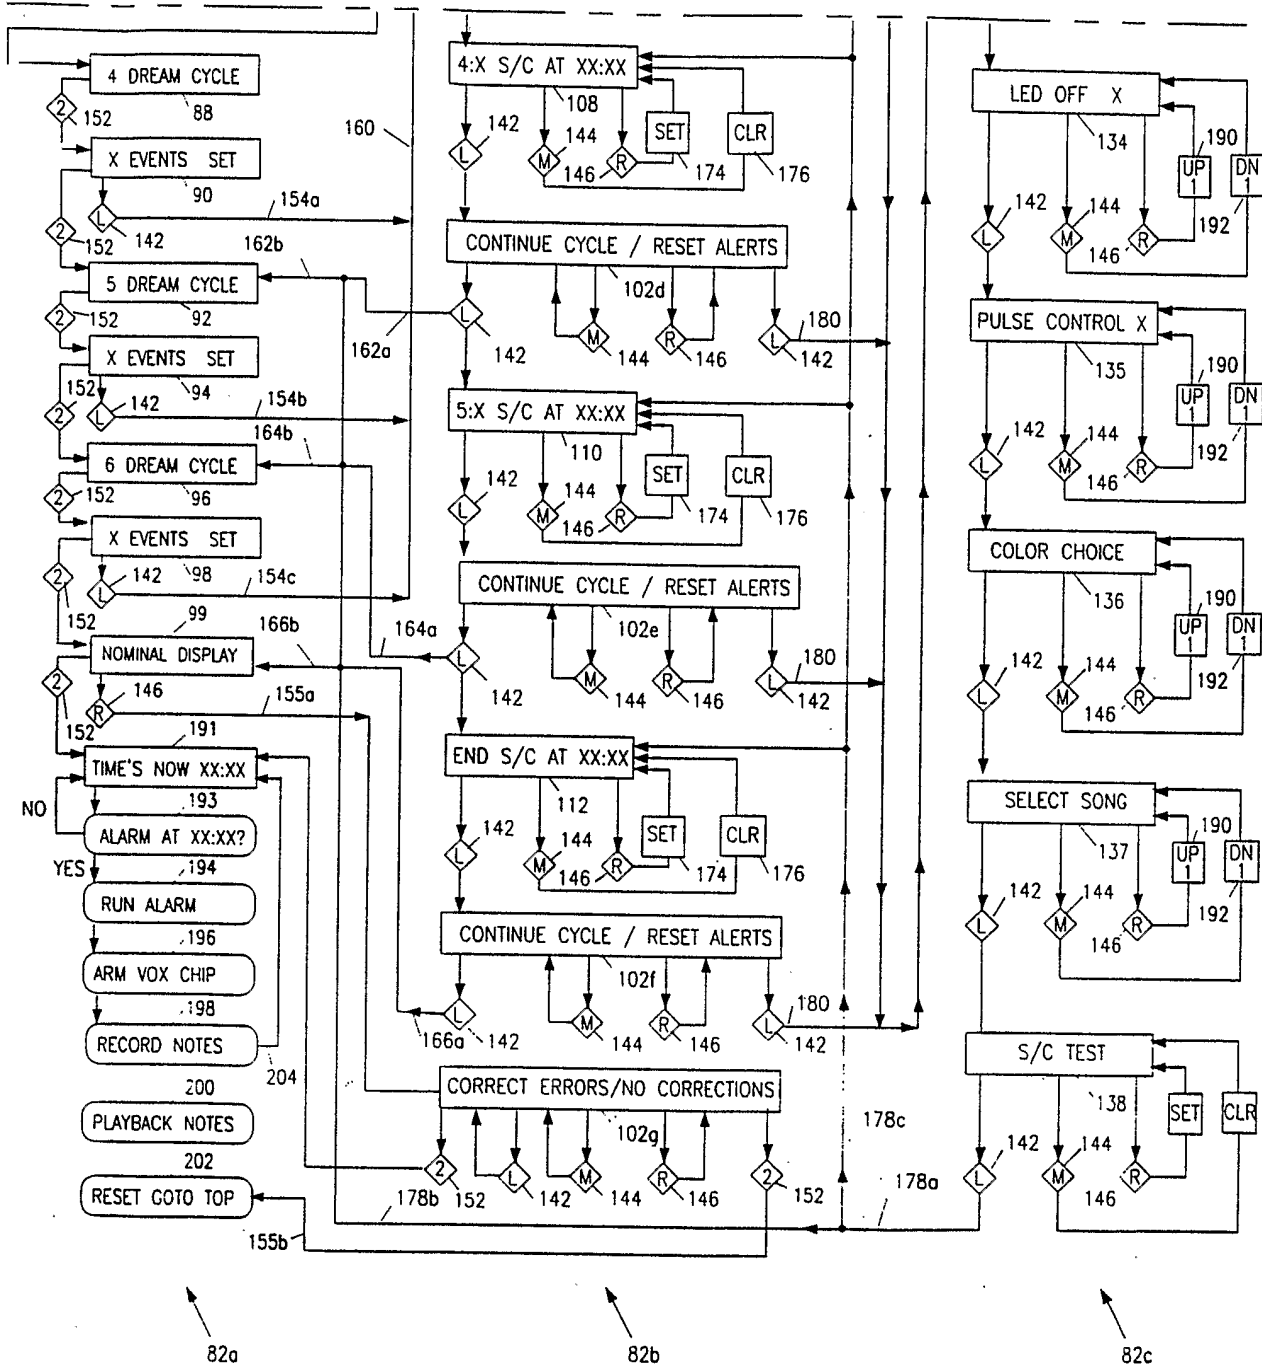 4 DREAM CYCLE
88
2
152
X EVENTS SET
90
L
142
154a
160
2
152
162b
5 DREAM CYCLE
92
2
152
X EVENTS SET
94
L
142
154b
2
152
164b
6 DREAM CYCLE
96
2
152
X EVENTS SET
98
L
142
154c
2
152
99
166b
NOMINAL DISPLAY
2
152
R
146
155a
191
TIME'S NOW XX:XX
NO
193
ALARM AT XX:XX?
YES
194
RUN ALARM
196
ARM VOX CHIP
198
RECORD NOTES
204
200
PLAYBACK NOTES
202
RESET GOTO TOP
155b
82a
4:X S/C AT XX:XX
108
L
142
M
144
R
146
SET
174
CLR
176
CONTINUE CYCLE / RESET ALERTS
102d
162a
L
142
M
144
R
146
L
142
180
5:X S/C AT XX:XX
110
L
142
M
144
R
146
SET
174
CLR
176
CONTINUE CYCLE / RESET ALERTS
102e
164a
L
142
M
144
R
146
L
142
180
END S/C AT XX:XX
112
L
142
M
144
R
146
SET
174
CLR
176
CONTINUE CYCLE / RESET ALERTS
102f
166a
L
142
M
144
R
146
L
142
180
CORRECT ERRORS/NO CORRECTIONS
102g
2
152
L
142
M
144
R
146
2
152
178b
178c
178a
82b
LED OFF X
134
L
142
M
144
R
146
UP 1
190
DN 1
192
PULSE CONTROL X
135
L
142
M
144
R
146
UP 1
190
DN 1
192
COLOR CHOICE
136
L
142
M
144
R
146
UP 1
190
DN 1
192
SELECT SONG
137
L
142
M
144
R
146
UP 1
190
DN 1
192
S/C TEST
138
L
142
M
144
R
146
SET
CLR
82c